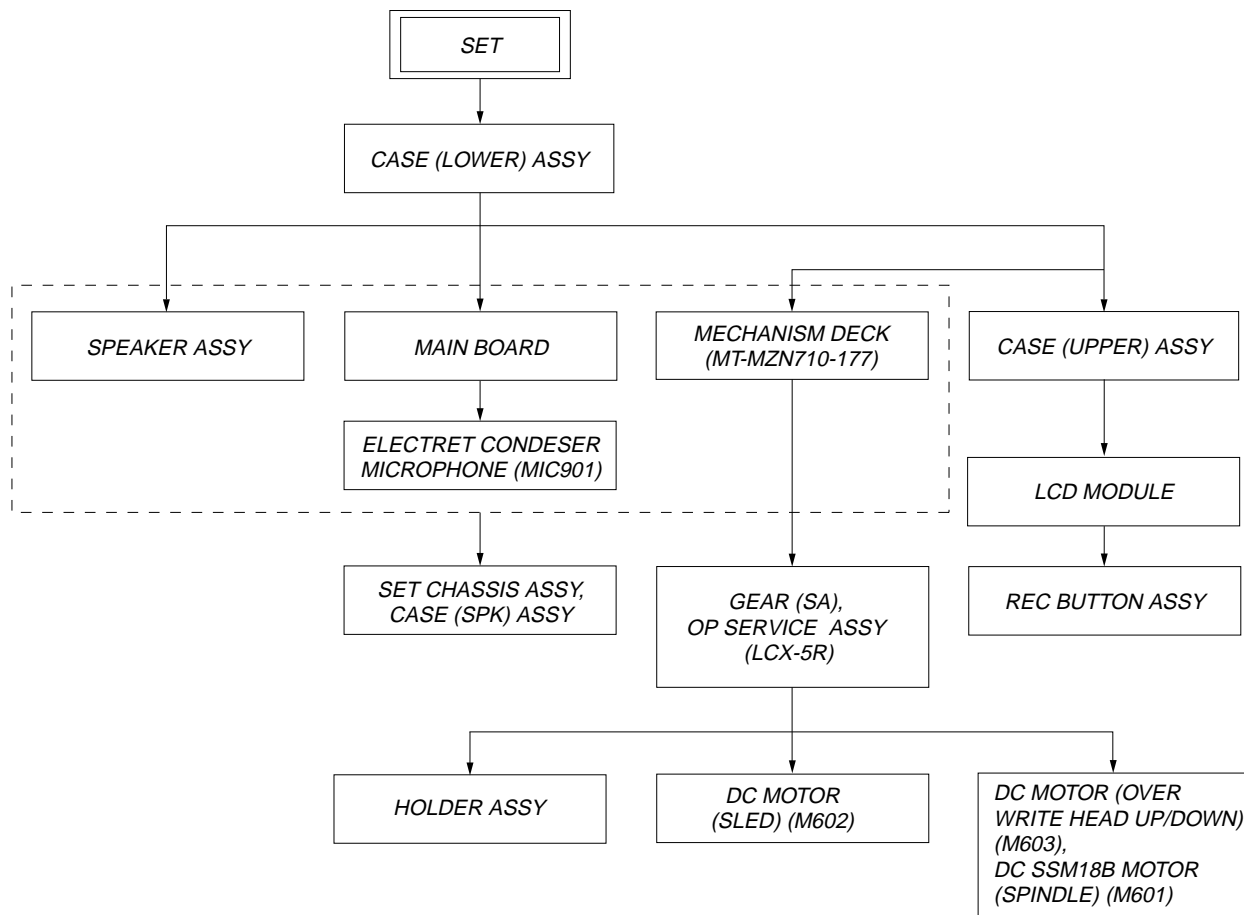 SET
CASE (LOWER) ASSY
SPEAKER ASSY
MAIN BOARD
MECHANISM DECK
(MT-MZN710-177)
CASE (UPPER) ASSY
ELECTRET CONDESER
MICROPHONE (MIC901)
LCD MODULE
SET CHASSIS ASSY,
CASE (SPK) ASSY
GEAR (SA),
OP SERVICE ASSY
(LCX-5R)
REC BUTTON ASSY
HOLDER ASSY
DC MOTOR
(SLED) (M602)
DC MOTOR (OVER
WRITE HEAD UP/DOWN)
(M603),
DC SSM18B MOTOR
(SPINDLE) (M601)